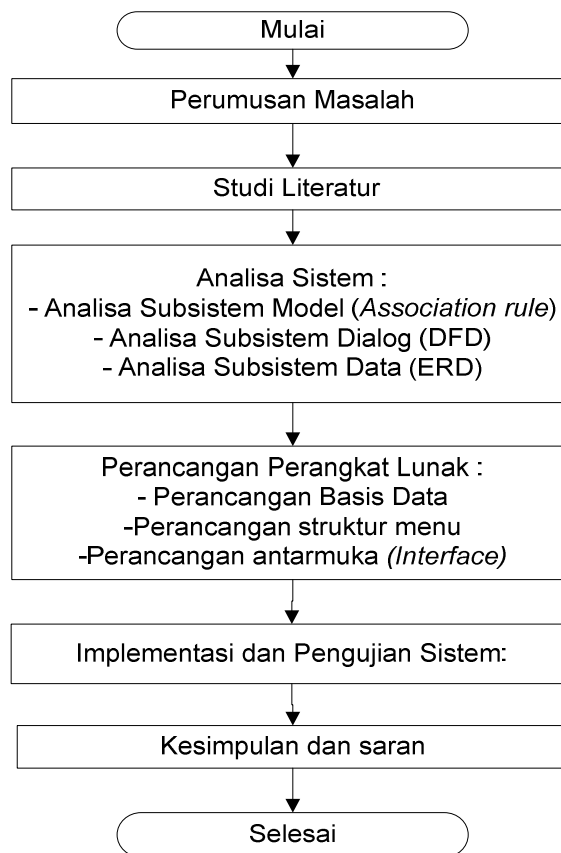 Mulai
Perumusan Masalah
Studi Literatur
Analisa Sistem :
- Analisa Subsistem Model (Association rule)
- Analisa Subsistem Dialog (DFD)
- Analisa Subsistem Data (ERD)
Perancangan Perangkat Lunak :
- Perancangan Basis Data
-Perancangan struktur menu
-Perancangan antarmuka (Interface)
Implementasi dan Pengujian Sistem:
Kesimpulan dan saran
Selesai